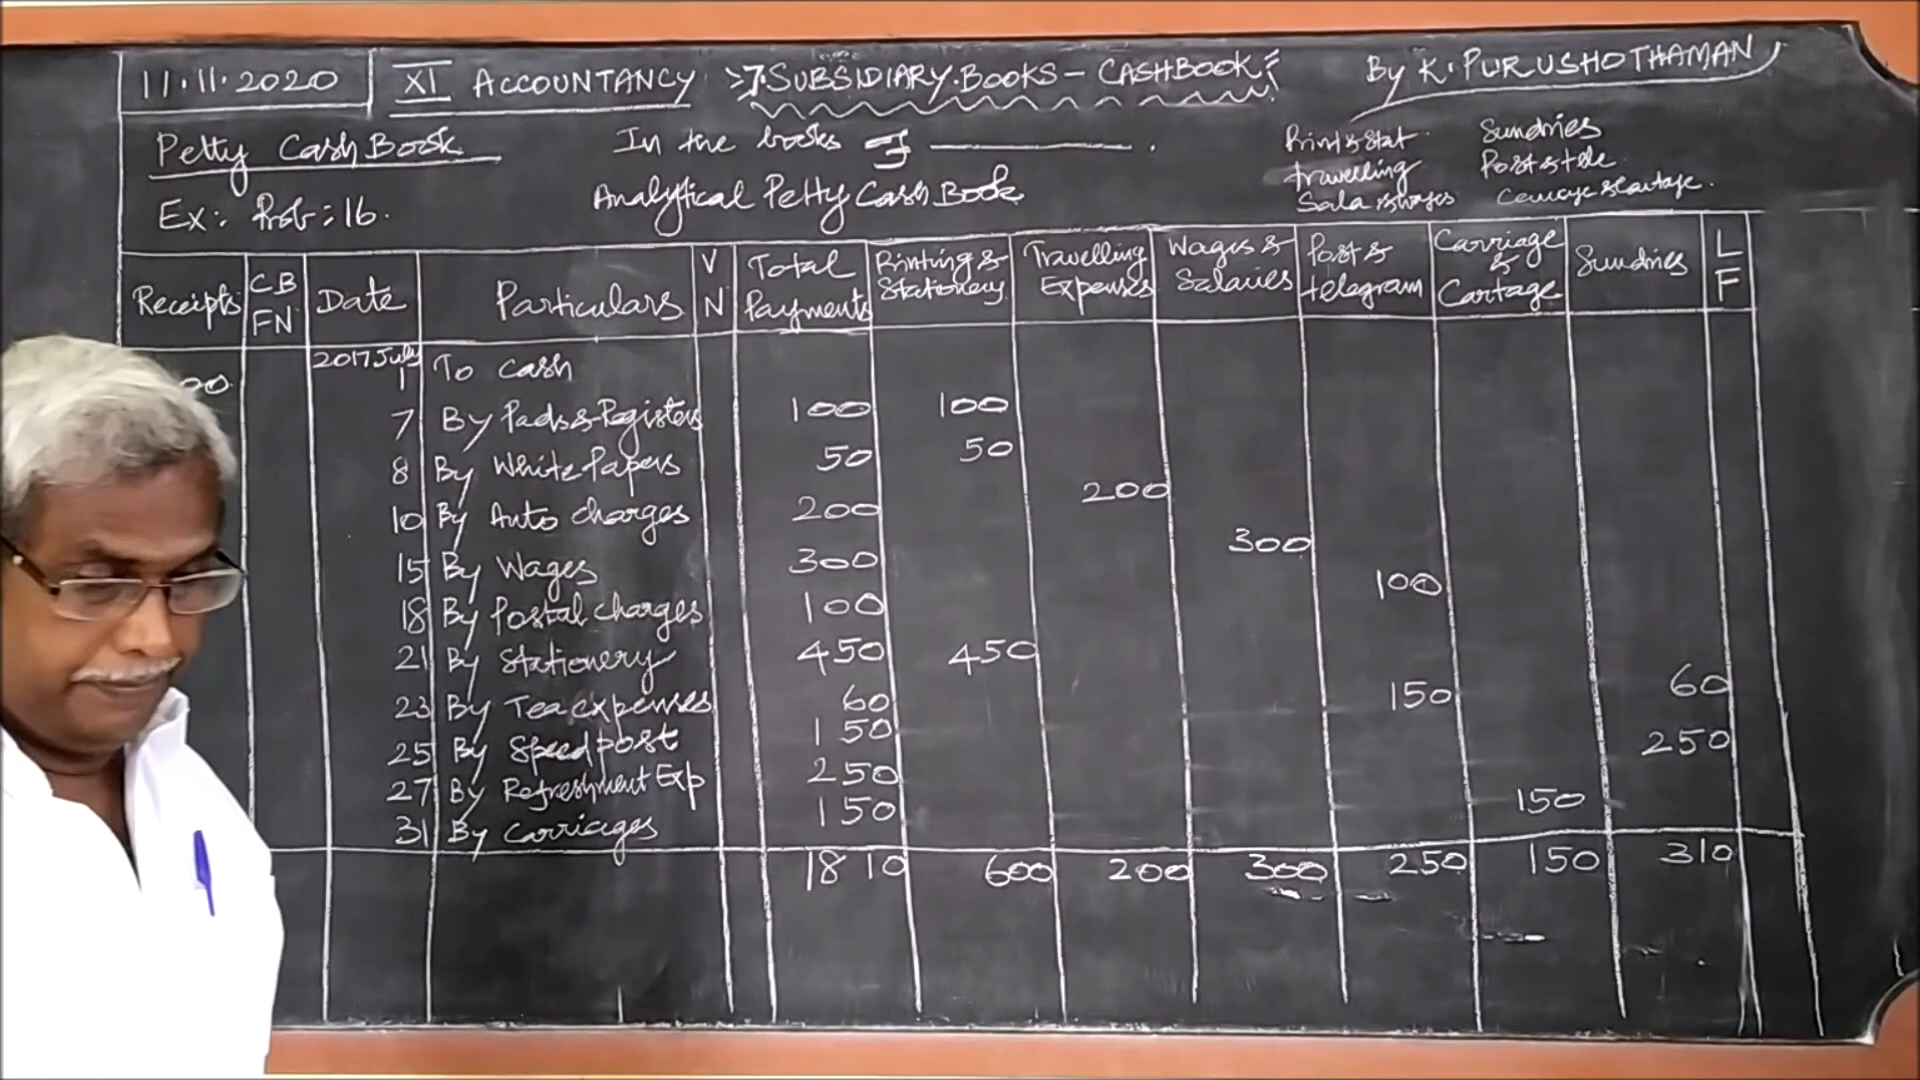 11.11.2020 XI ACCOUNTANCY >7. SUBSIDIARY BOOKS - CASHBOOK By K. PURUSHOTHAMAN
Petty Cash Book In the books of ________ . Print & Stat Sundries
Travelling Post & tele
Ex: Prob: 16. Analytical Petty Cash Book Sala & wages
Receipts CB FN Date Particulars V N Total Payments Printing & Stationery Travelling Expenses Wages & Salaries Post & telegram Carriage & Cartage Sundries L F
00 2017 July 1 To Cash
7 By Pads & Registers 100 100
8 By White Papers 50 50
10 By Auto charges 200 200
15 By Wages 300 300
18 By Postal charges 100 100
21 By Stationery 450 450
23 By Tea expenses 60 60
25 By Speed post 150 150
27 By Refreshment Exp 250 250
31 By Carriages 150 150
1810 600 200 300 250 150 310